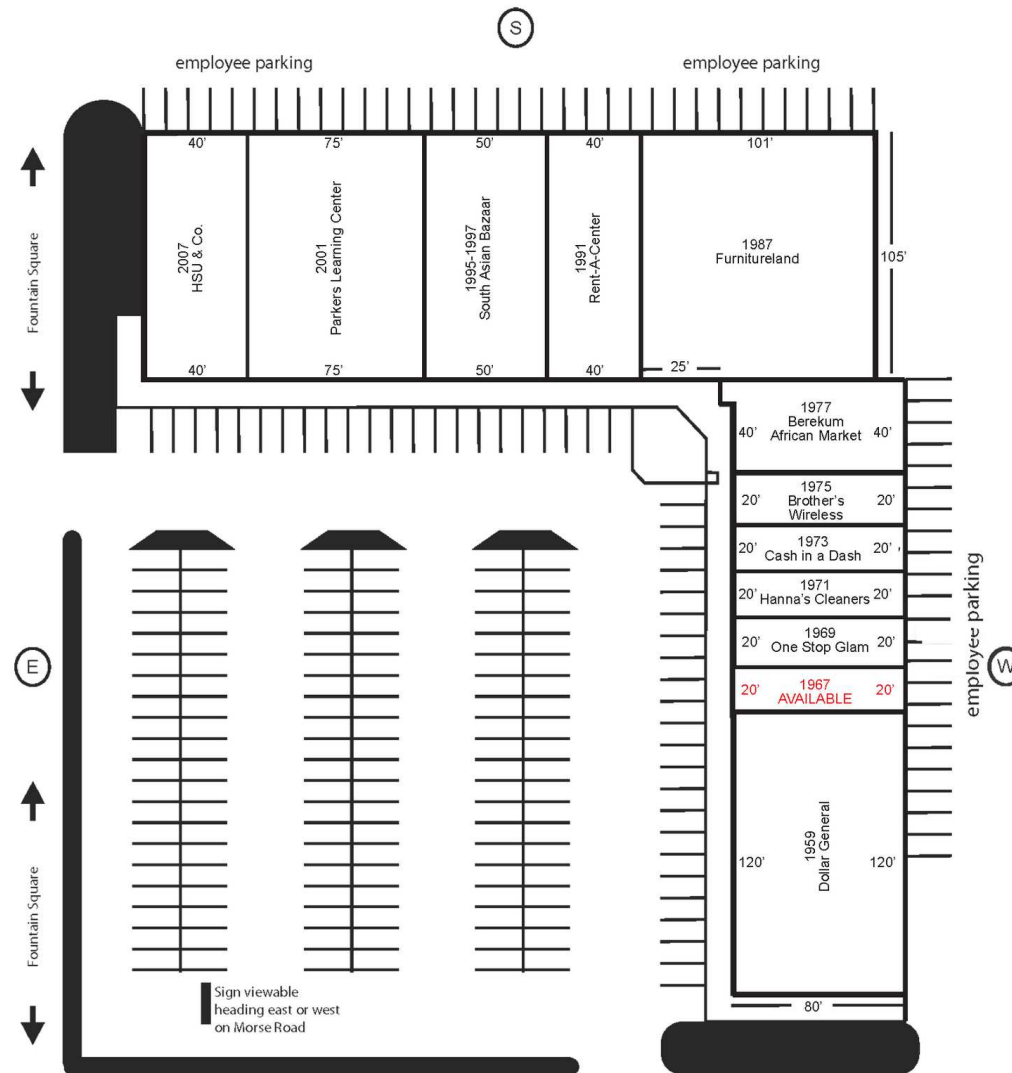 S
employee parking
employee parking
40'
75'
50'
40'
101'
2007
HSU & Co.
2001
Parkers Learning Center
1995-1997
South Asian Bazaar
1991
Rent-A-Center
1987
Furnitureland
105'
Fountain Square
40'
75'
50'
40'
25'
1977
Berekum
African Market
40'
40'
1975
Brother's
Wireless
20'
20'
1973
Cash in a Dash
20'
20'
1971
Hanna's Cleaners
20'
20'
1969
One Stop Glam
20'
20'
1967
AVAILABLE
20'
20'
employee parking
E
W
1959
Dollar General
120'
120'
80'
Fountain Square
Sign viewable
heading east or west
on Morse Road